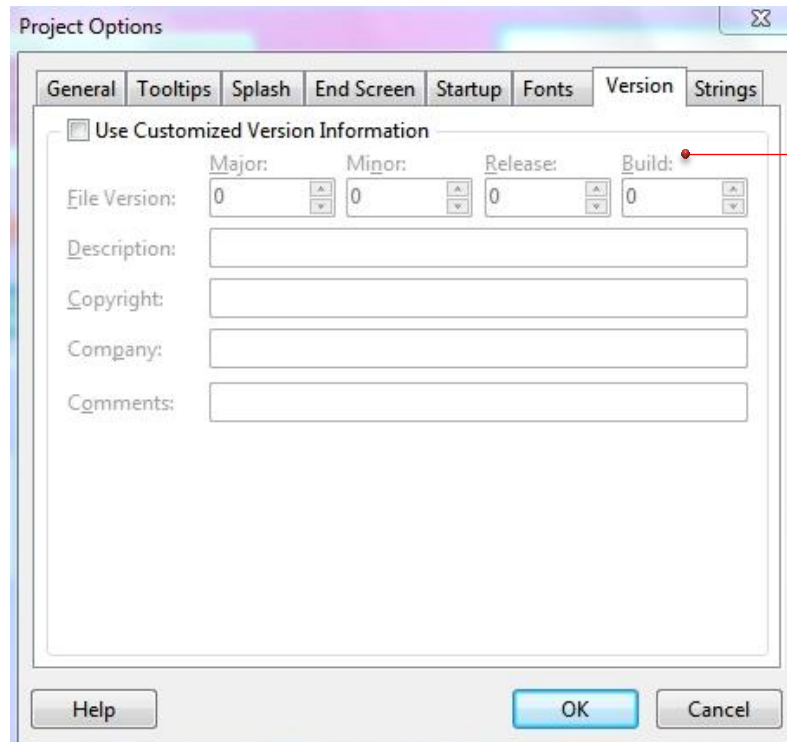 Project Options
General Tooltips Splash End Screen Startup Fonts Version Strings
Use Customized Version Information
Major: Minor: Release: Build:
File Version: 0 0 0 0
Description:
Copyright:
Company:
Comments:
Help OK Cancel